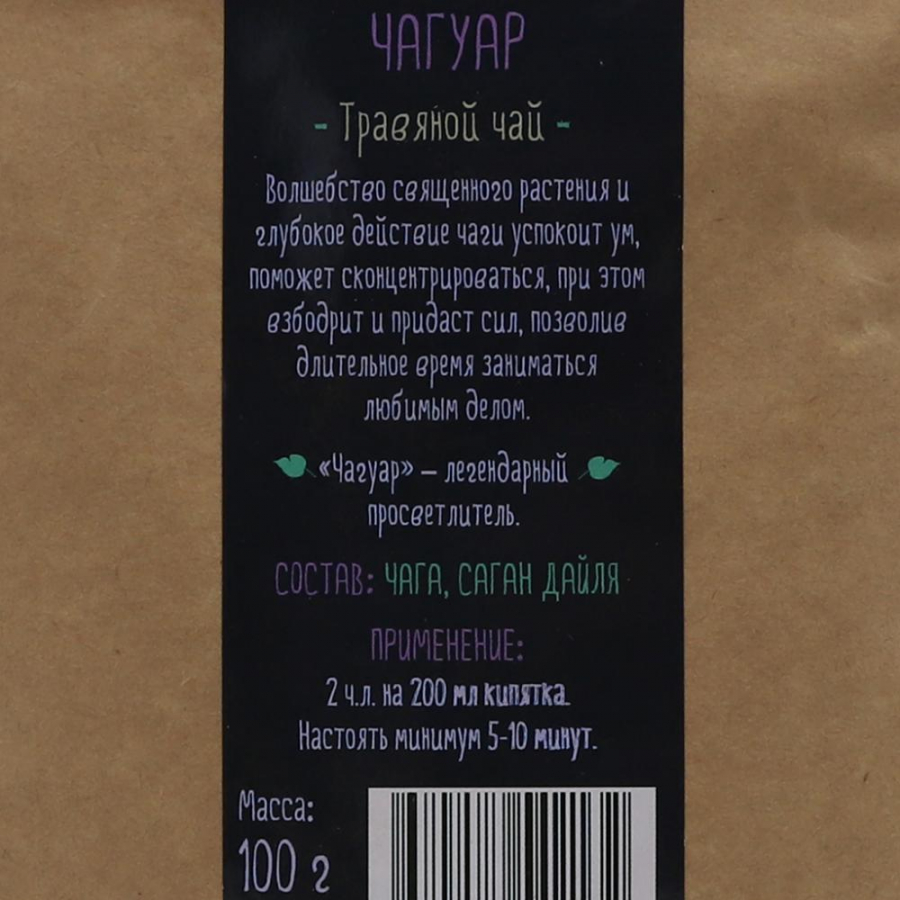 ЧАГУАР
- Травяной чай -
Волшебство священного растения и
глубокое действие чаги успокоит ум,
поможет сконцентрироваться, при этом
взбодрит и придаст сил, позволив
длительное время заниматься
любимым делом.
«Чагуар» – легендарный
просветлитель.
СОСТАВ: ЧАГА, САГАН ДАЙЛЯ
ПРИМЕНЕНИЕ:
2 ч.л. на 200 мл кипятка.
Настоять минимум 5-10 минут.
Масса:
100 г